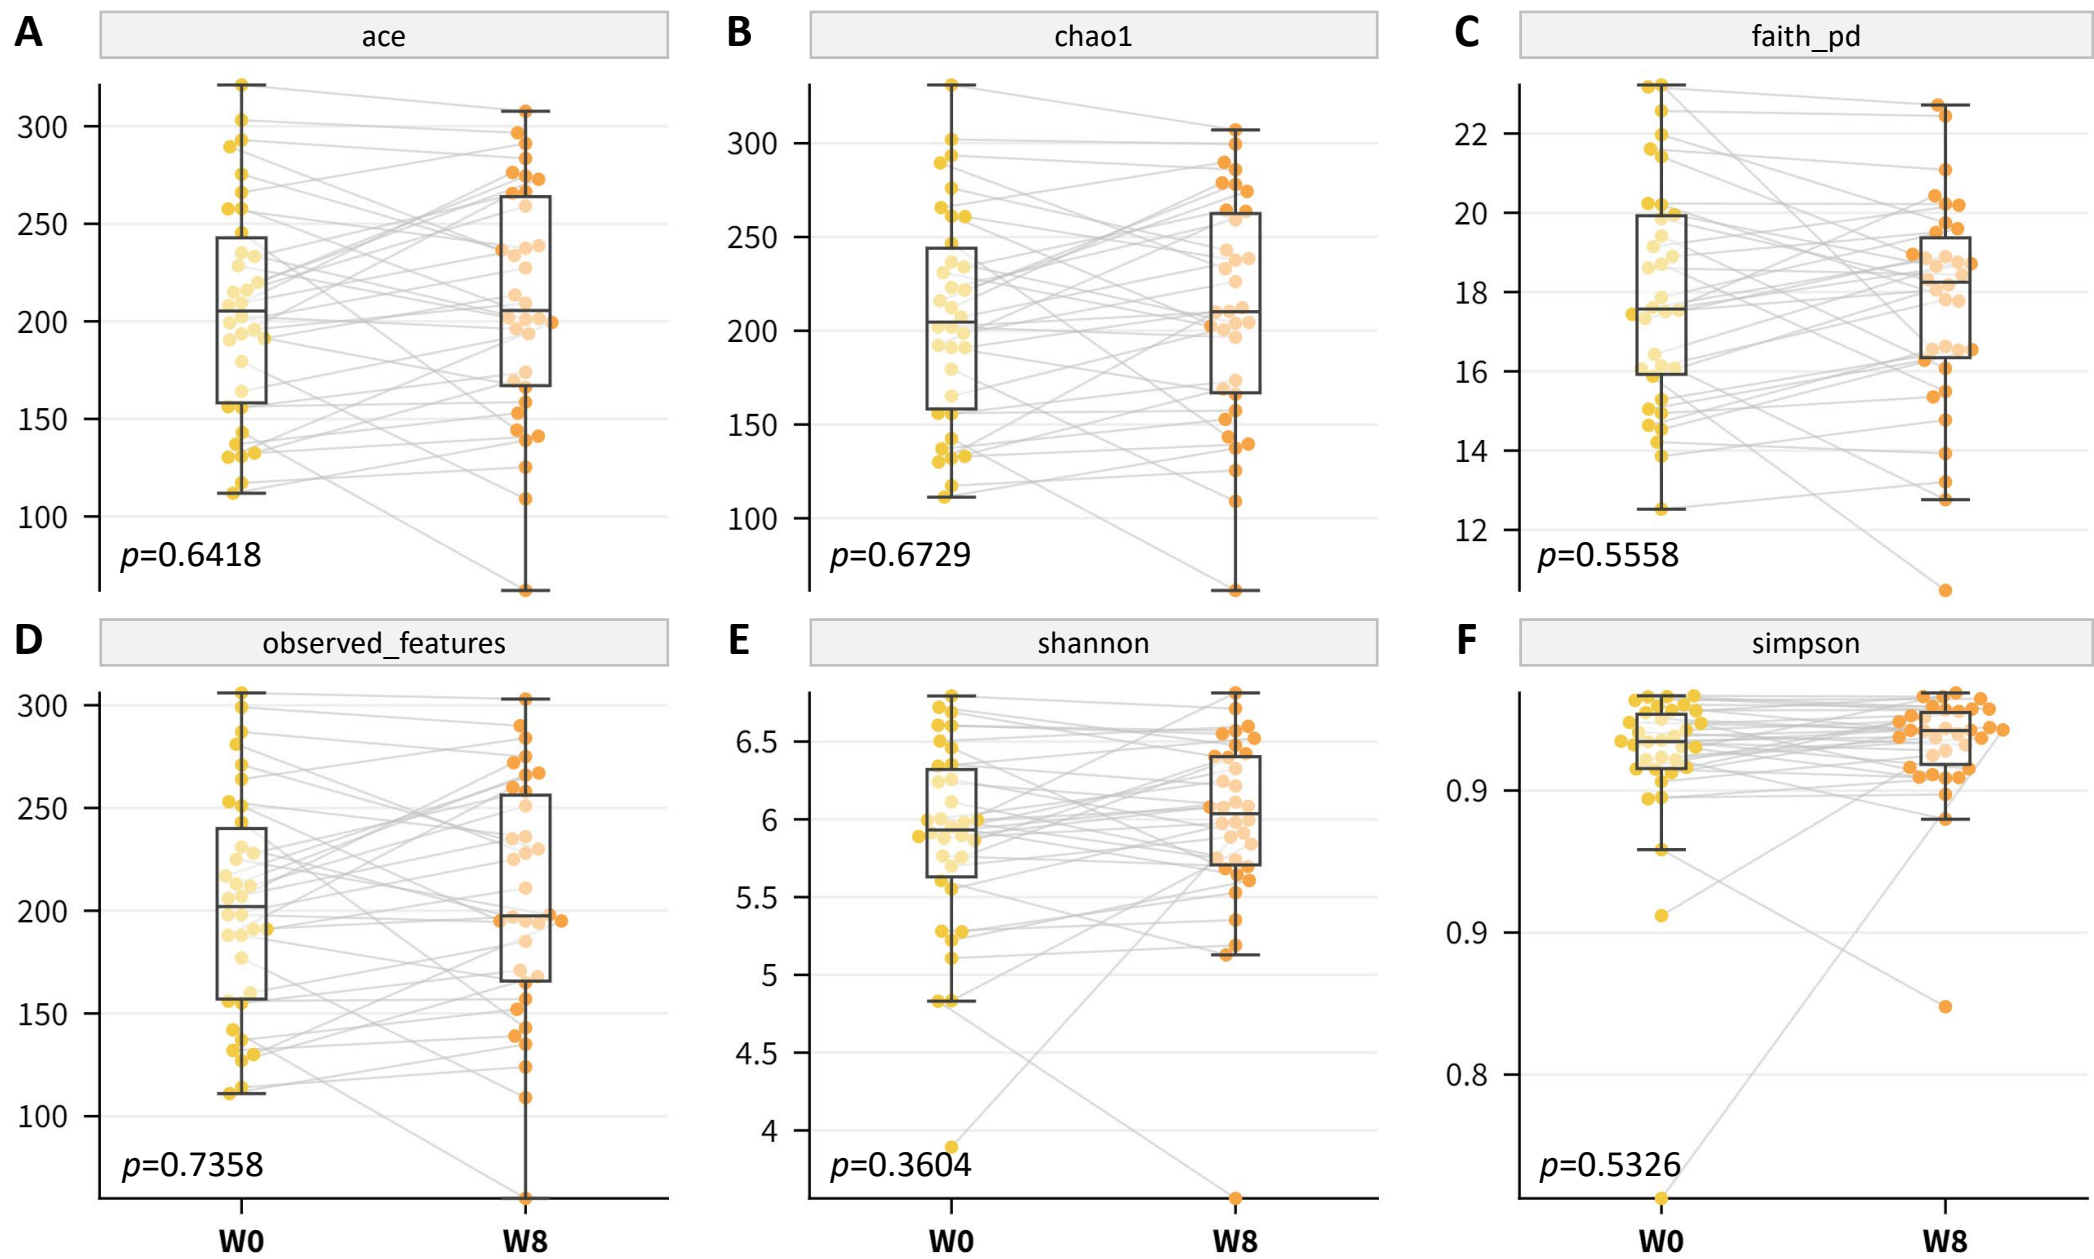 A
ace
300
250
200
150
100
p=0.6418
B
chao1
300
250
200
150
100
p=0.6729
C
faith_pd
22
20
18
16
14
12
p=0.5558
D
observed_features
300
250
200
150
100
p=0.7358
W0
W8
E
shannon
6.5
6
5.5
5
4.5
4
p=0.3604
W0
W8
F
simpson
0.9
0.9
0.8
p=0.5326
W0
W8